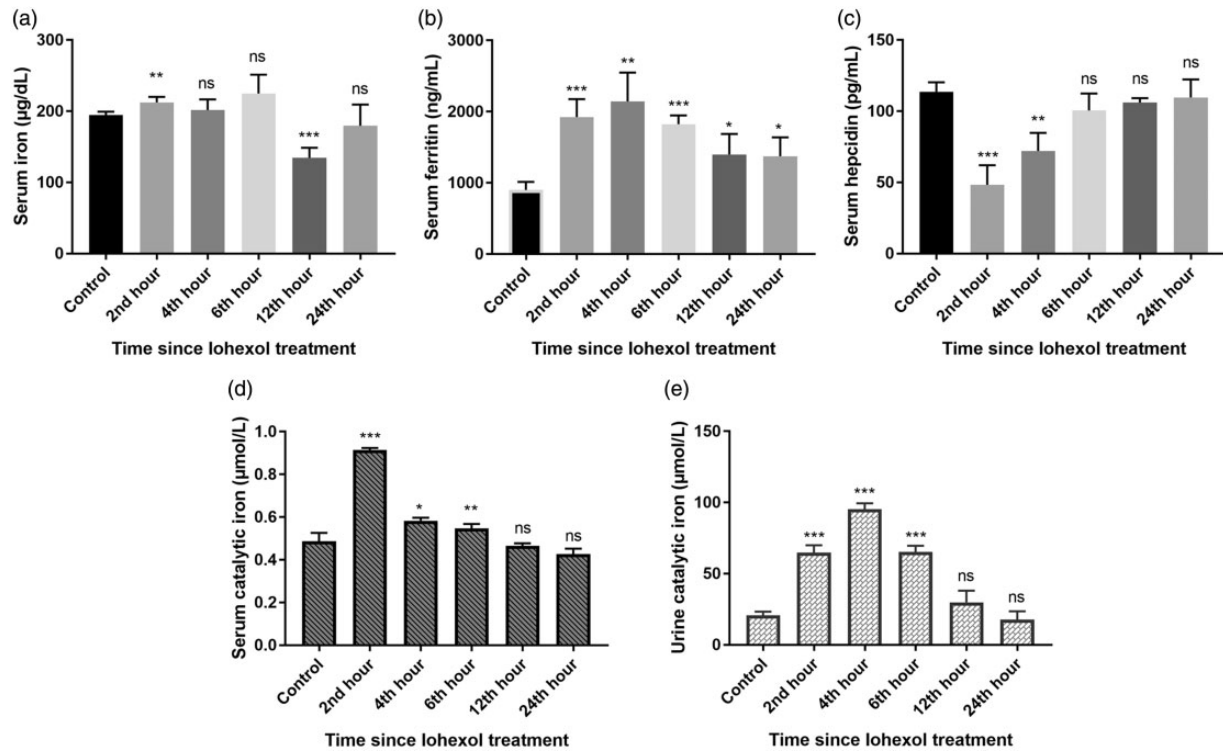 (a)
Serum iron (µg/dL)
300
200
100
0
**
ns
ns
***
ns
Control
2nd hour
4th hour
6th hour
12th hour
24th hour
Time since Iohexol treatment
(b)
Serum ferritin (ng/mL)
3000
2000
1000
0
***
**
***
*
*
Control
2nd hour
4th hour
6th hour
12th hour
24th hour
Time since Iohexol treatment
(c)
Serum hepcidin (pg/mL)
150
100
50
0
***
**
ns
ns
ns
Control
2nd hour
4th hour
6th hour
12th hour
24th hour
Time since Iohexol treatment
(d)
Serum catalytic iron (µmol/L)
1.0
0.8
0.6
0.4
0.2
0.0
***
*
**
ns
ns
Control
2nd hour
4th hour
6th hour
12th hour
24th hour
Time since Iohexol treatment
(e)
Urine catalytic iron (µmol/L)
150
100
50
0
***
***
***
ns
ns
Control
2nd hour
4th hour
6th hour
12th hour
24th hour
Time since Iohexol treatment